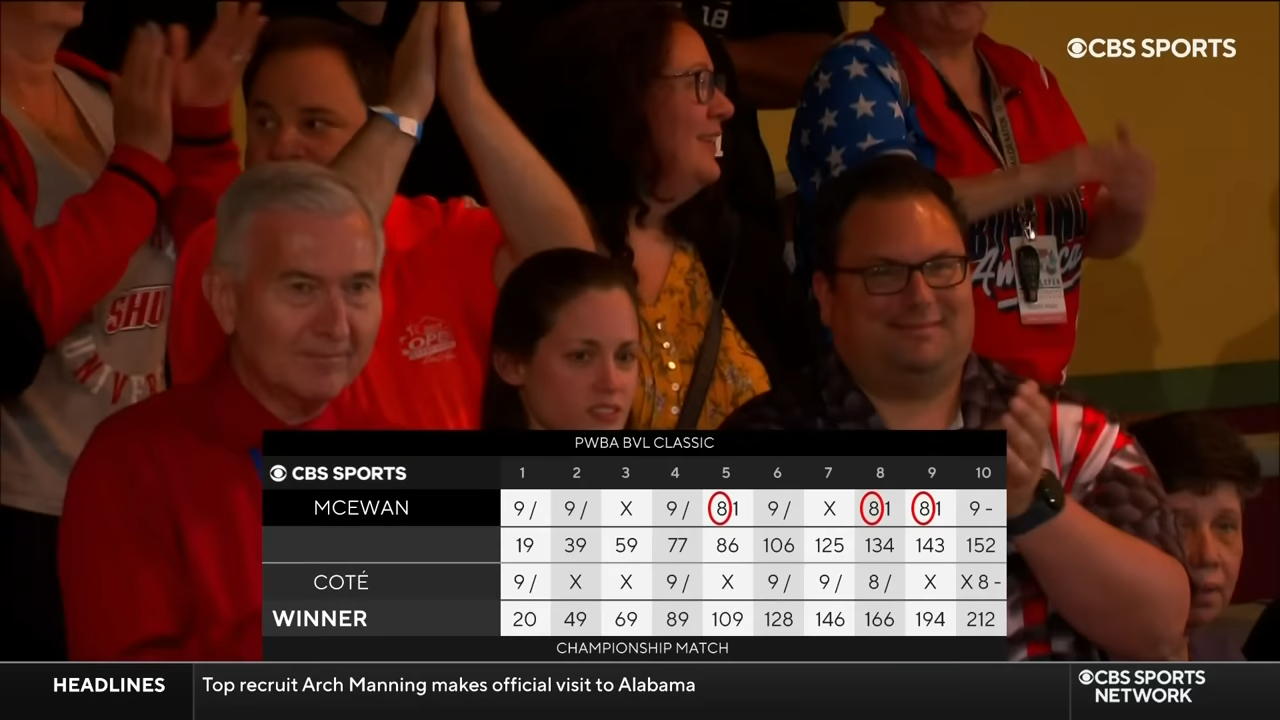 18
CBS SPORTS
SHU
OPEN
PWBA BVL CLASSIC
CBS SPORTS 1 2 3 4 5 6 7 8 9 10
MCEWAN 9 / 9 / X 9 / 8 1 9 / X 8 1 8 1 9 -
19 39 59 77 86 106 125 134 143 152
COTÉ 9 / X X 9 / X 9 / 9 / 8 / X X 8 -
WINNER 20 49 69 89 109 128 146 166 194 212
CHAMPIONSHIP MATCH
HEADLINES Top recruit Arch Manning makes official visit to Alabama
CBS SPORTS
NETWORK